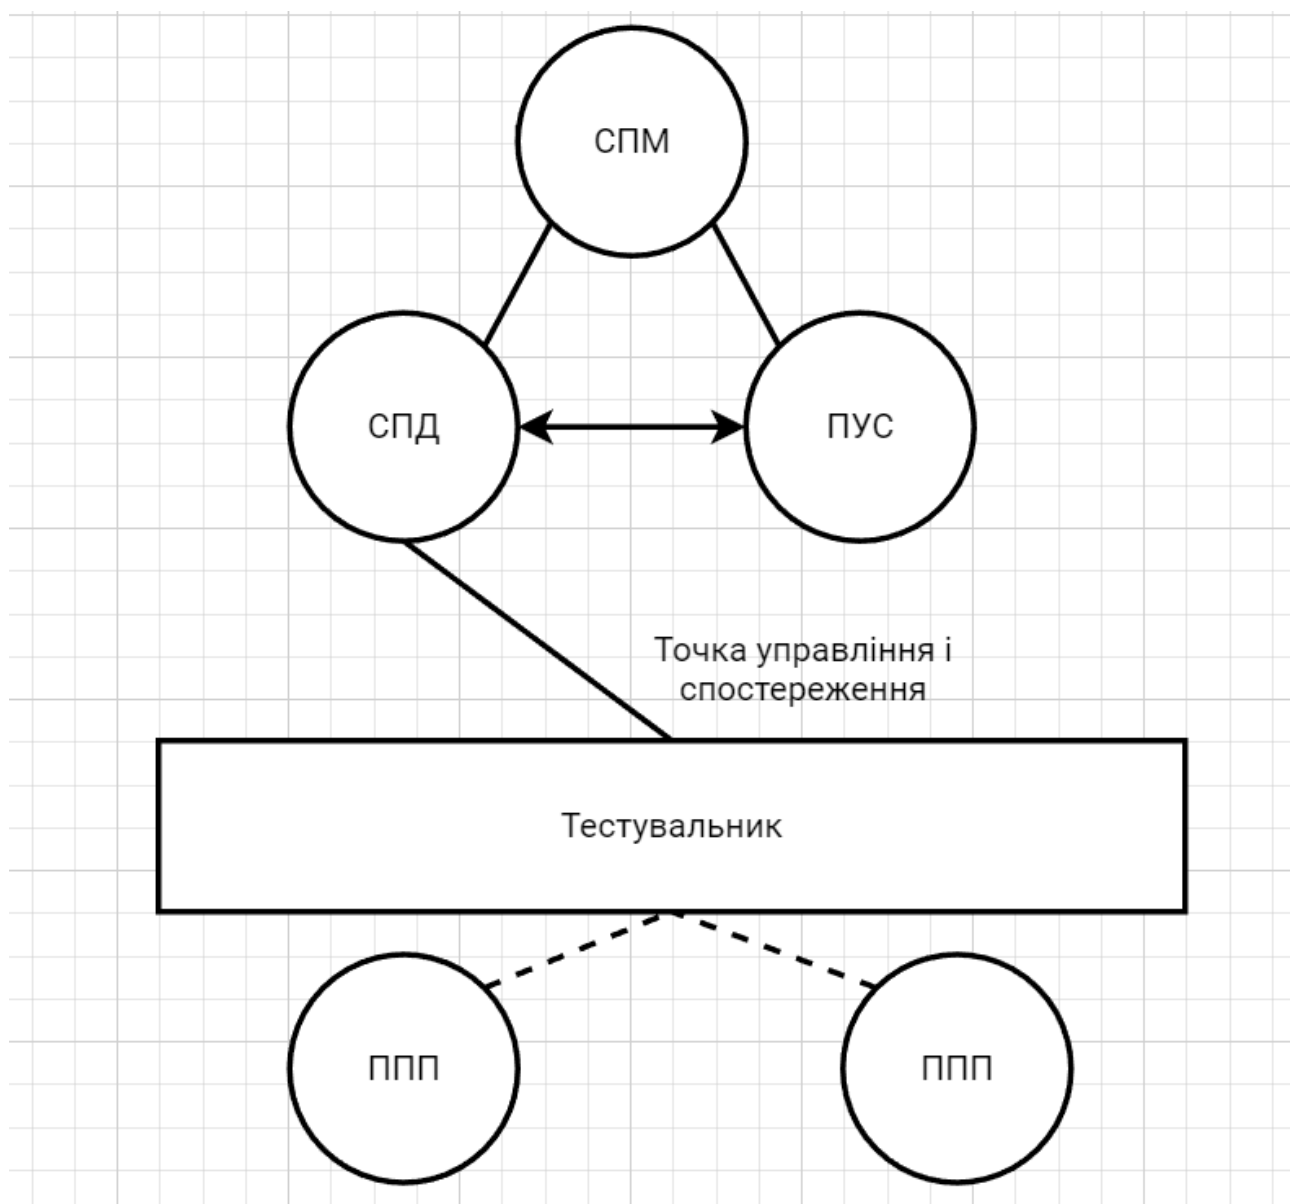 СПМ
СПД
ПУС
Точка управління і
спостереження
Тестувальник
ППП
ППП